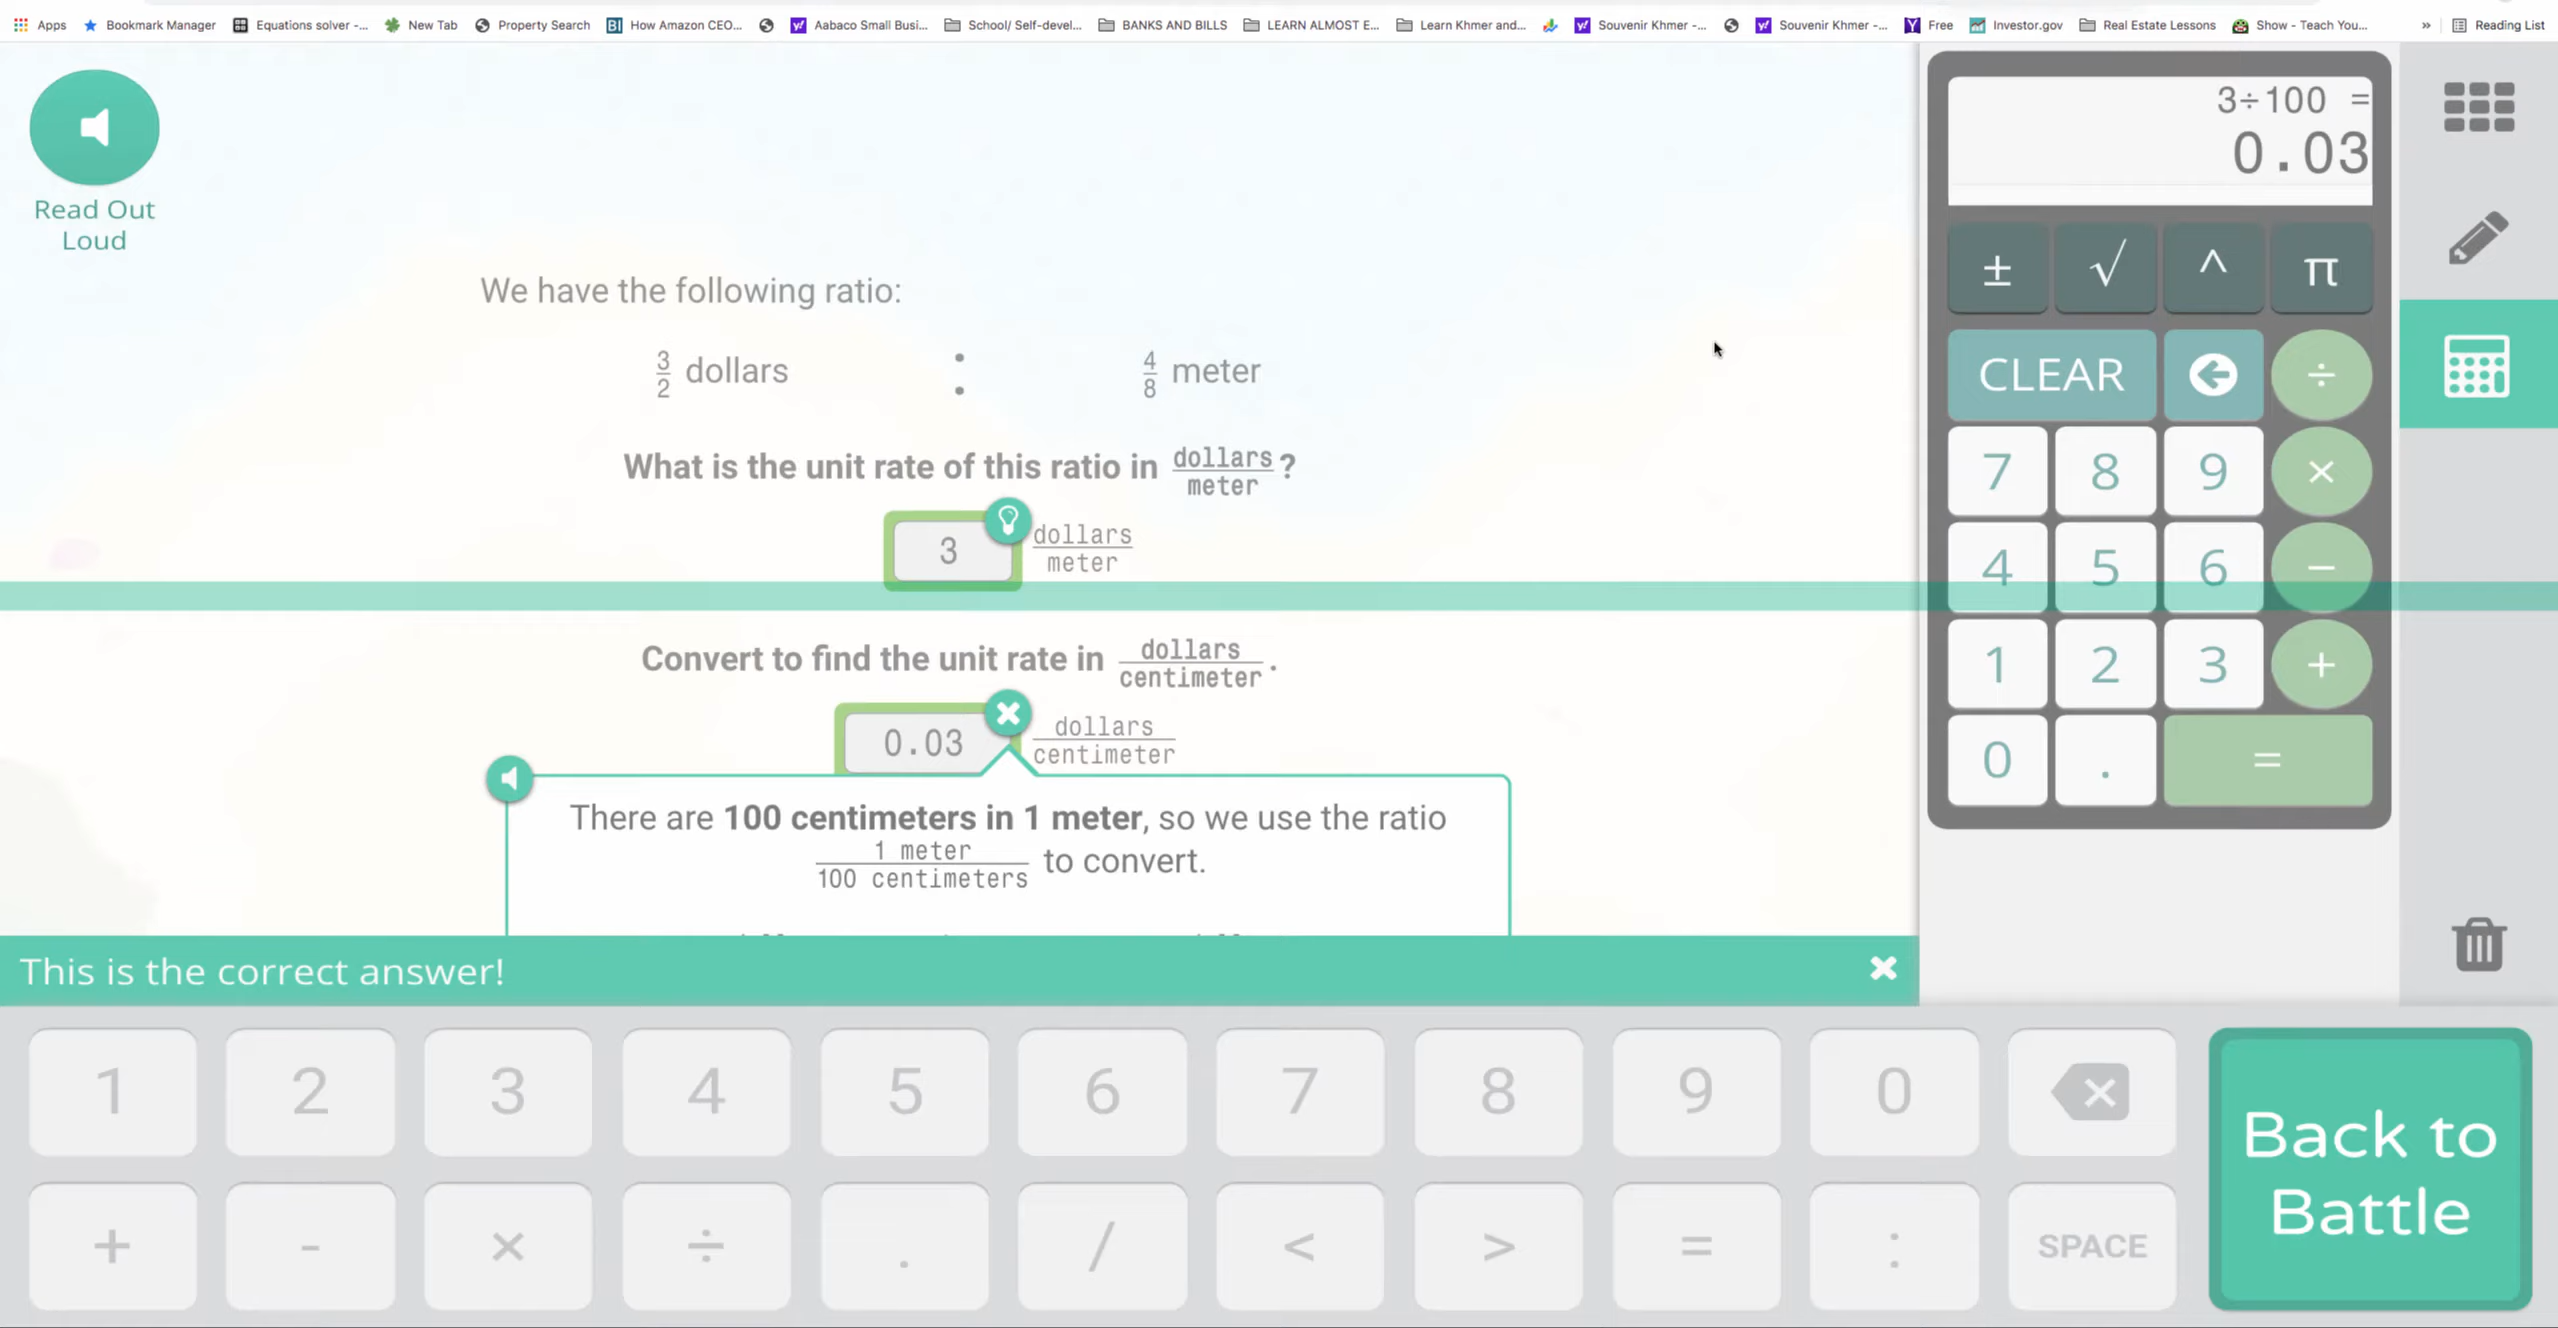 Apps Bookmark Manager Equations solver -... New Tab Property Search How Amazon CEO... Aabaco Small Busi... School/ Self-devel... BANKS AND BILLS LEARN ALMOST E... Learn Khmer and... Souvenir Khmer -... Souvenir Khmer -... Free Investor.gov Real Estate Lessons Show - Teach You... » Reading List
Read Out
Loud
We have the following ratio:
3/2 dollars : 4/8 meter
What is the unit rate of this ratio in dollars/meter?
3 dollars/meter
Convert to find the unit rate in dollars/centimeter.
0.03 dollars/centimeter
There are 100 centimeters in 1 meter, so we use the ratio
1 meter/100 centimeters to convert.
This is the correct answer!
3÷100 =
0.03
± √ ^ π
CLEAR ÷
7 8 9 ×
4 5 6 −
1 2 3 +
0 . =
1 2 3 4 5 6 7 8 9 0
+ - × ÷ . / < > = : SPACE
Back to
Battle